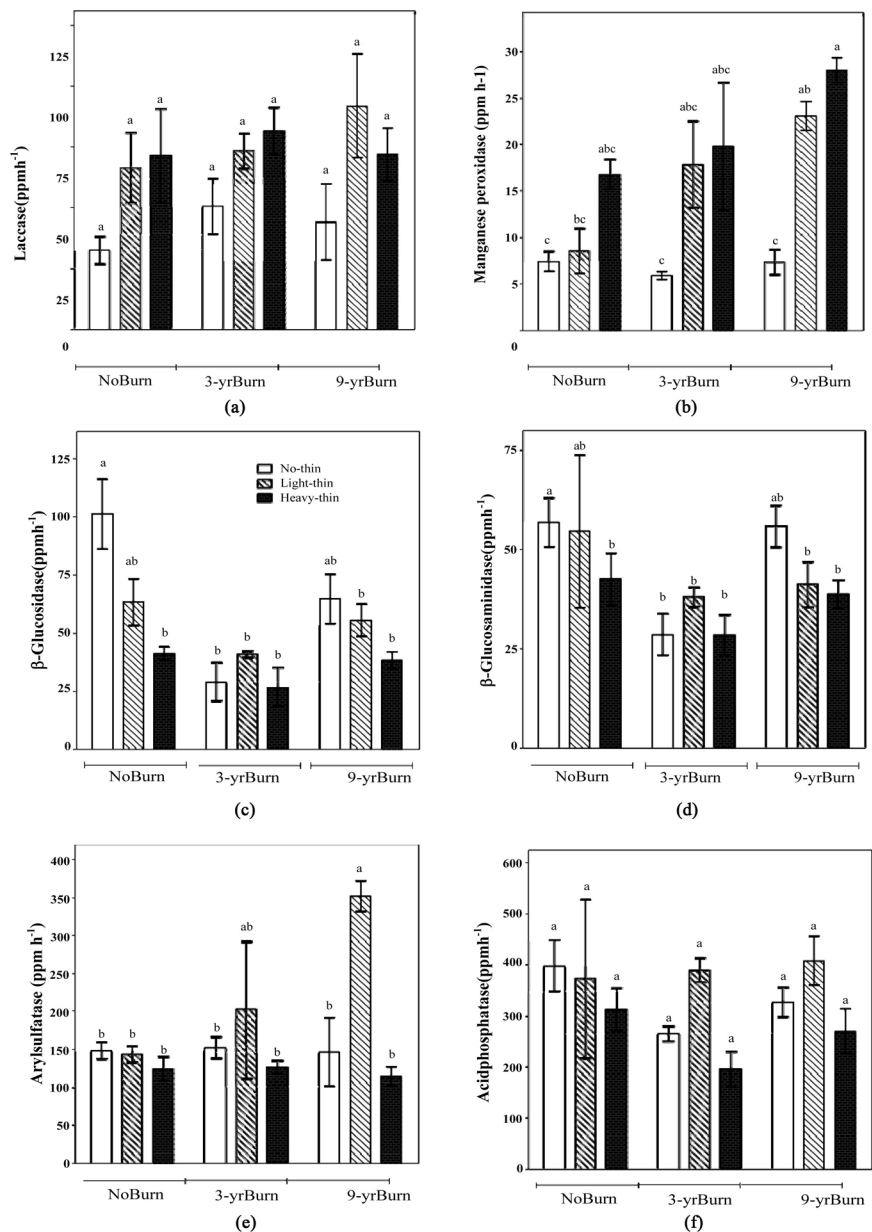 Laccase(ppmh-1)
125
100
75
50
25
0
a a a a a a a a a
NoBurn 3-yrBurn 9-yrBurn
(a)
Manganese peroxidase (ppm h-1)
30
25
20
15
10
5
0
c bc abc c abc abc c ab a
NoBurn 3-yrBurn 9-yrBurn
(b)
β-Glucosidase(ppmh-1)
125
100
75
50
25
0
a ab b b b b ab b b
No-thin
Light-thin
Heavy-thin
NoBurn 3-yrBurn 9-yrBurn
(c)
β-Glucosaminidase(ppmh-1)
75
50
25
0
a ab b b b b ab b b
NoBurn 3-yrBurn 9-yrBurn
(d)
Arylsulfatase (ppm h-1)
400
350
300
250
200
150
100
50
0
b b b b ab b b a b
NoBurn 3-yrBurn 9-yrBurn
(e)
Acidphosphatase(ppmh-1)
600
500
400
300
200
100
0
a a a a a a a a a
NoBurn 3-yrBurn 9-yrBurn
(f)